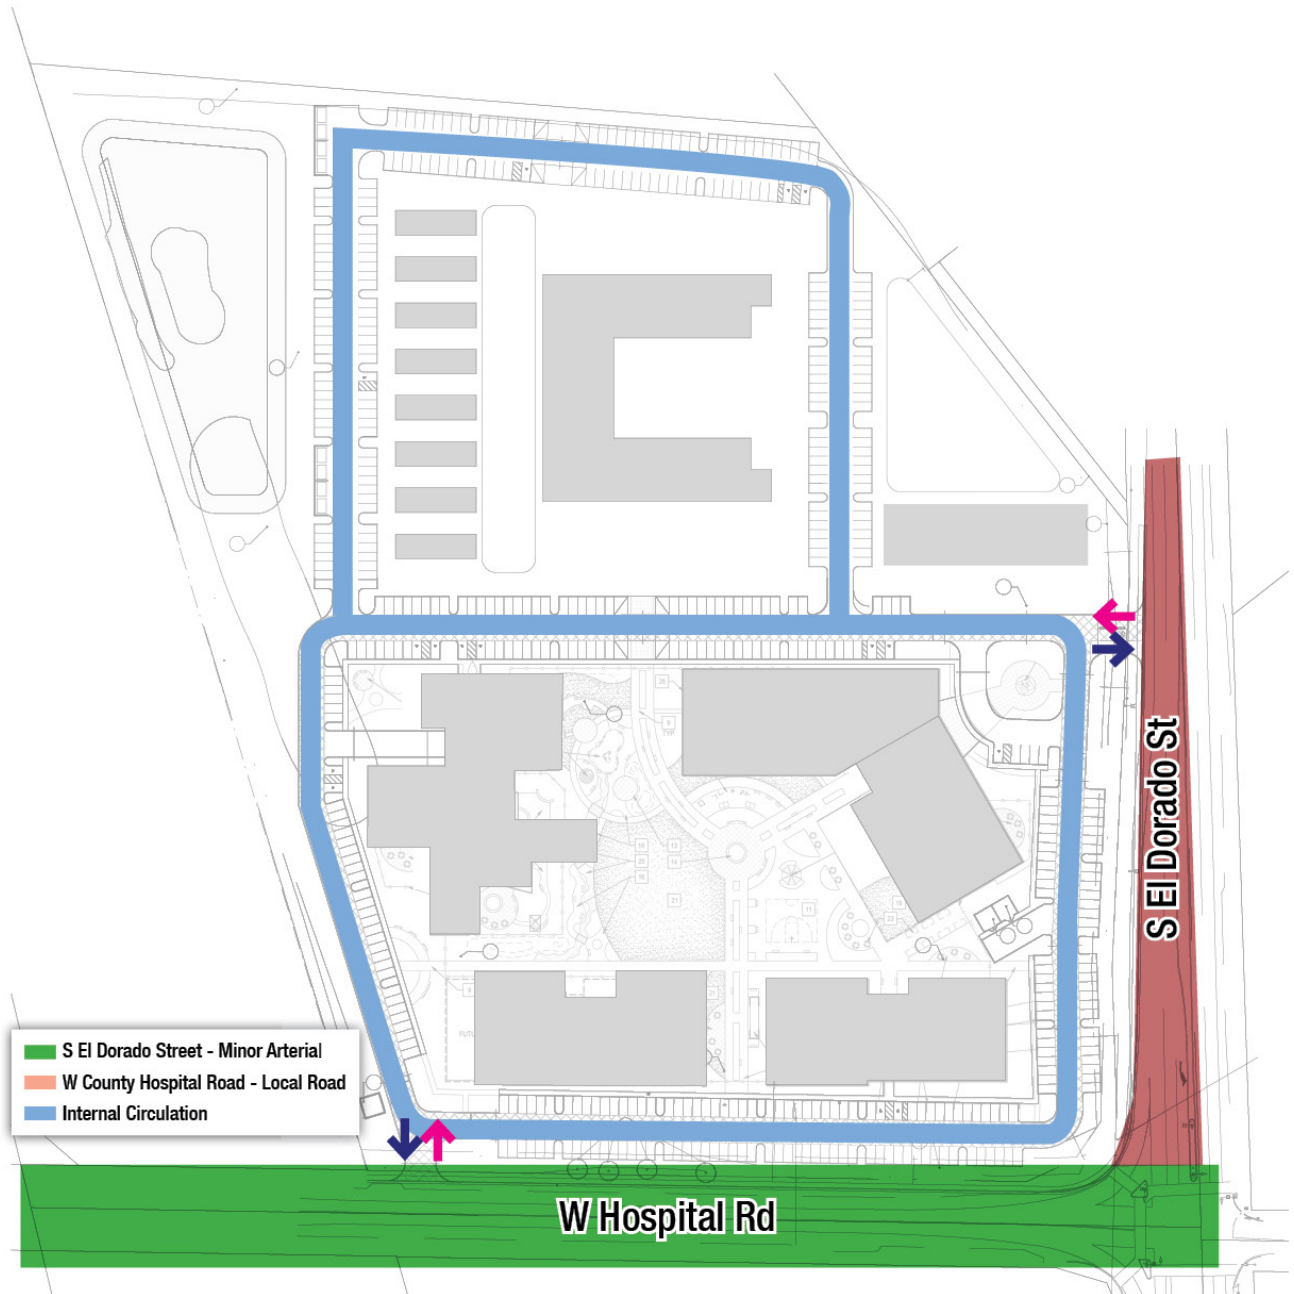 S El Dorado St
S El Dorado Street - Minor Arterial
W County Hospital Road - Local Road
Internal Circulation
W Hospital Rd